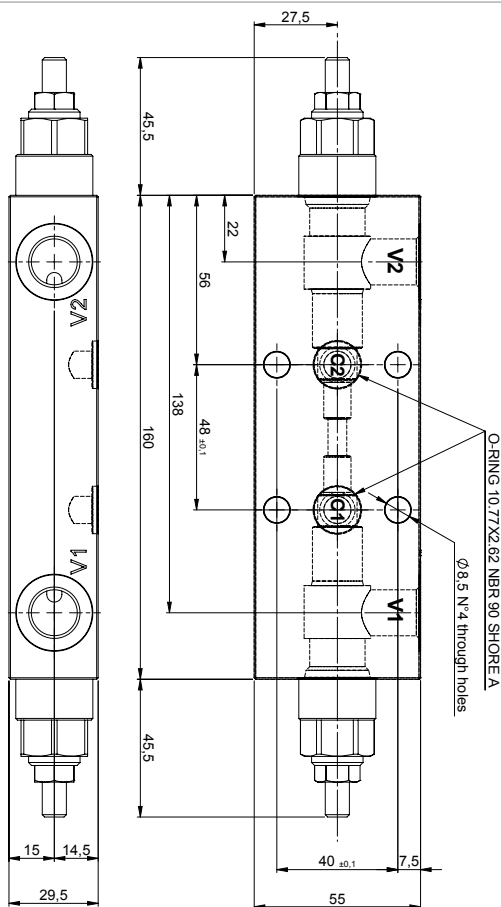 27,5
45,5
22
56
48 ±0,1
138
160
45,5
V2
C2
C1
V1
O-RING 10.77X2.62 NBR 90 SHORE A
Ø8,5 N°4 through holes
40 ±0,1
7,5
55
V2
V1
15
14,5
29,5